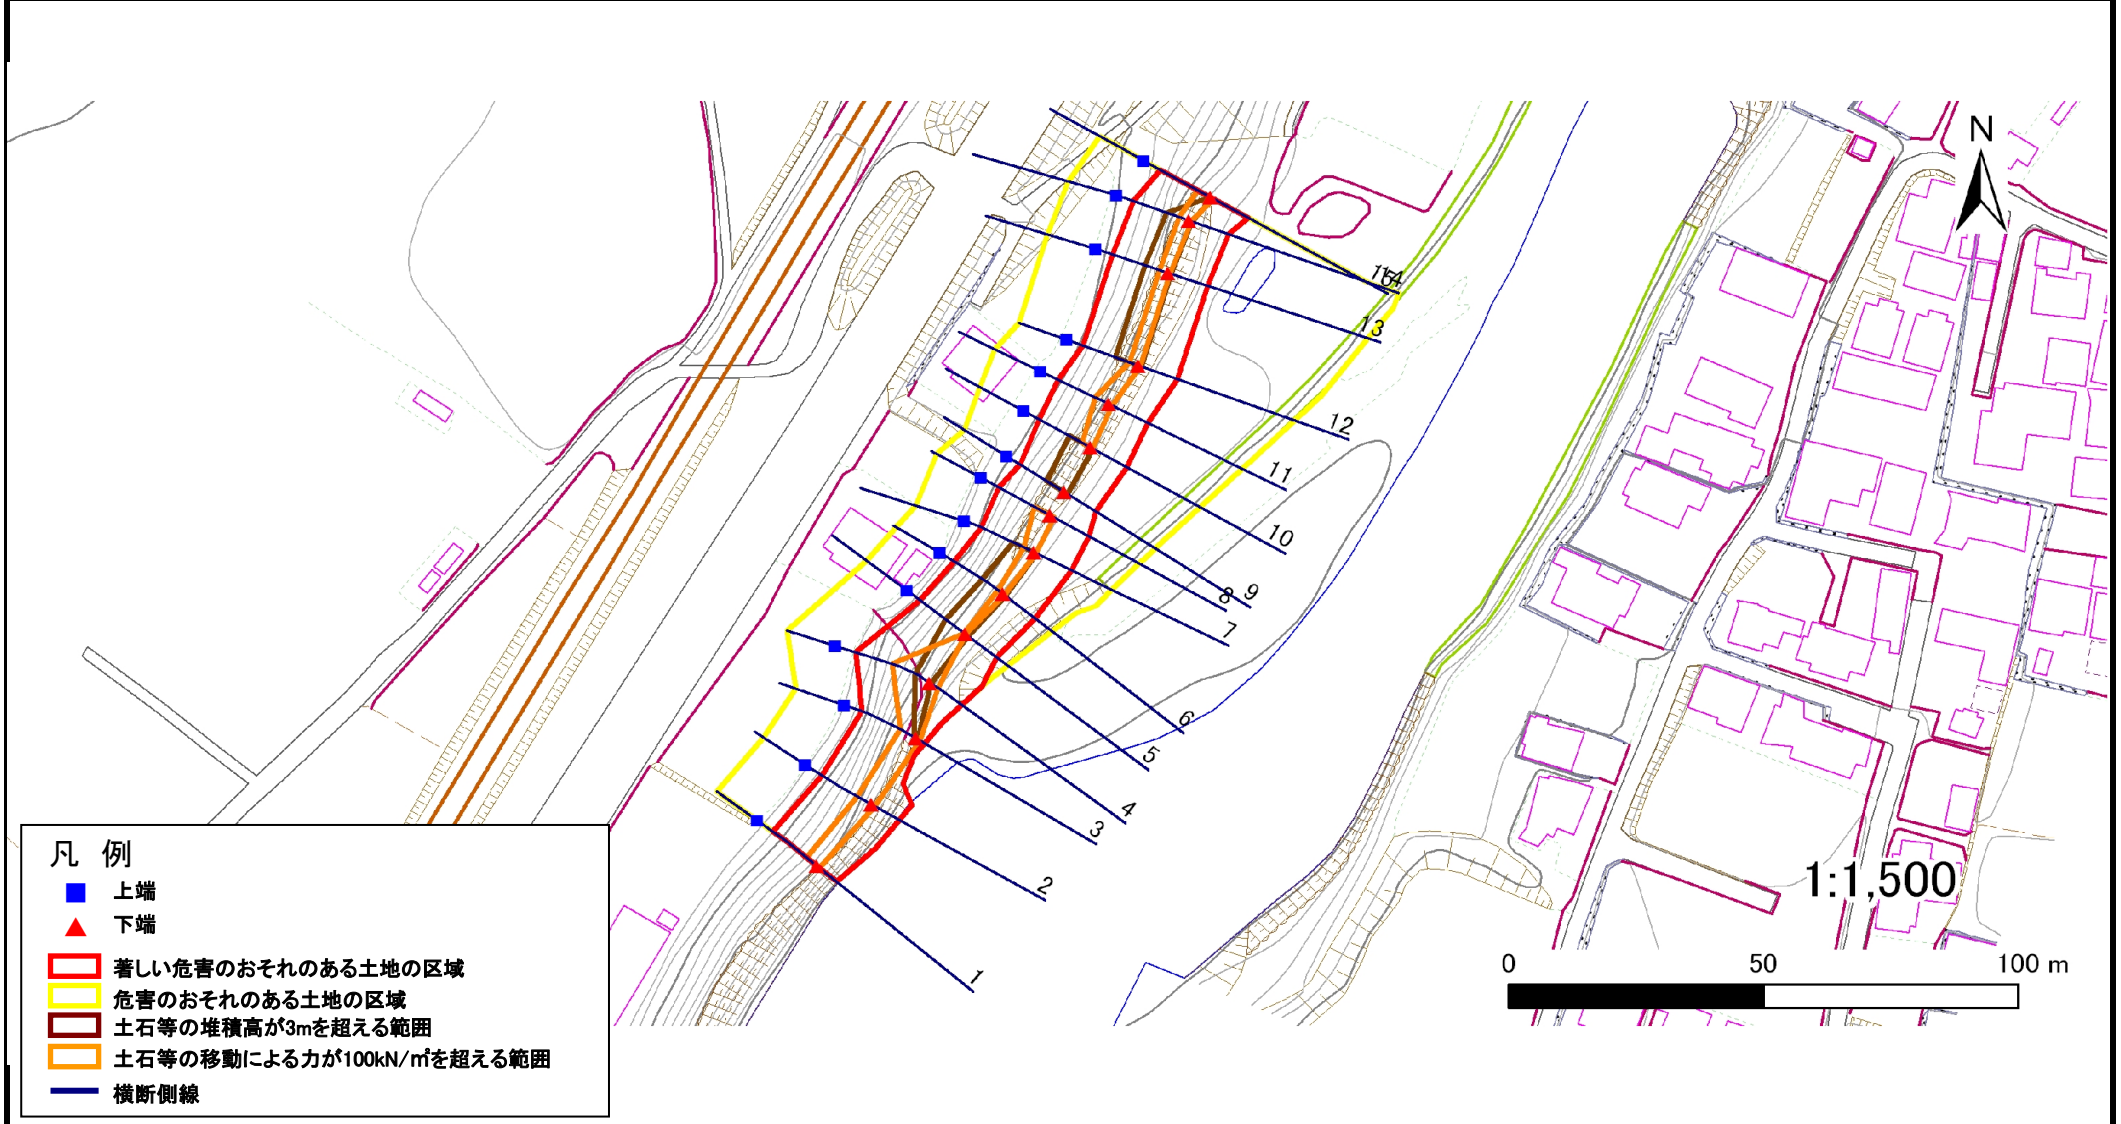 N
15
14
13
12
11
10
9
8
7
6
5
4
3
2
1
1:1,500
0 50 100 m
凡 例
上端
下端
著しい危害のおそれのある土地の区域
危害のおそれのある土地の区域
土石等の堆積高が3mを超える範囲
土石等の移動による力が100kN/㎡を超える範囲
横断側線